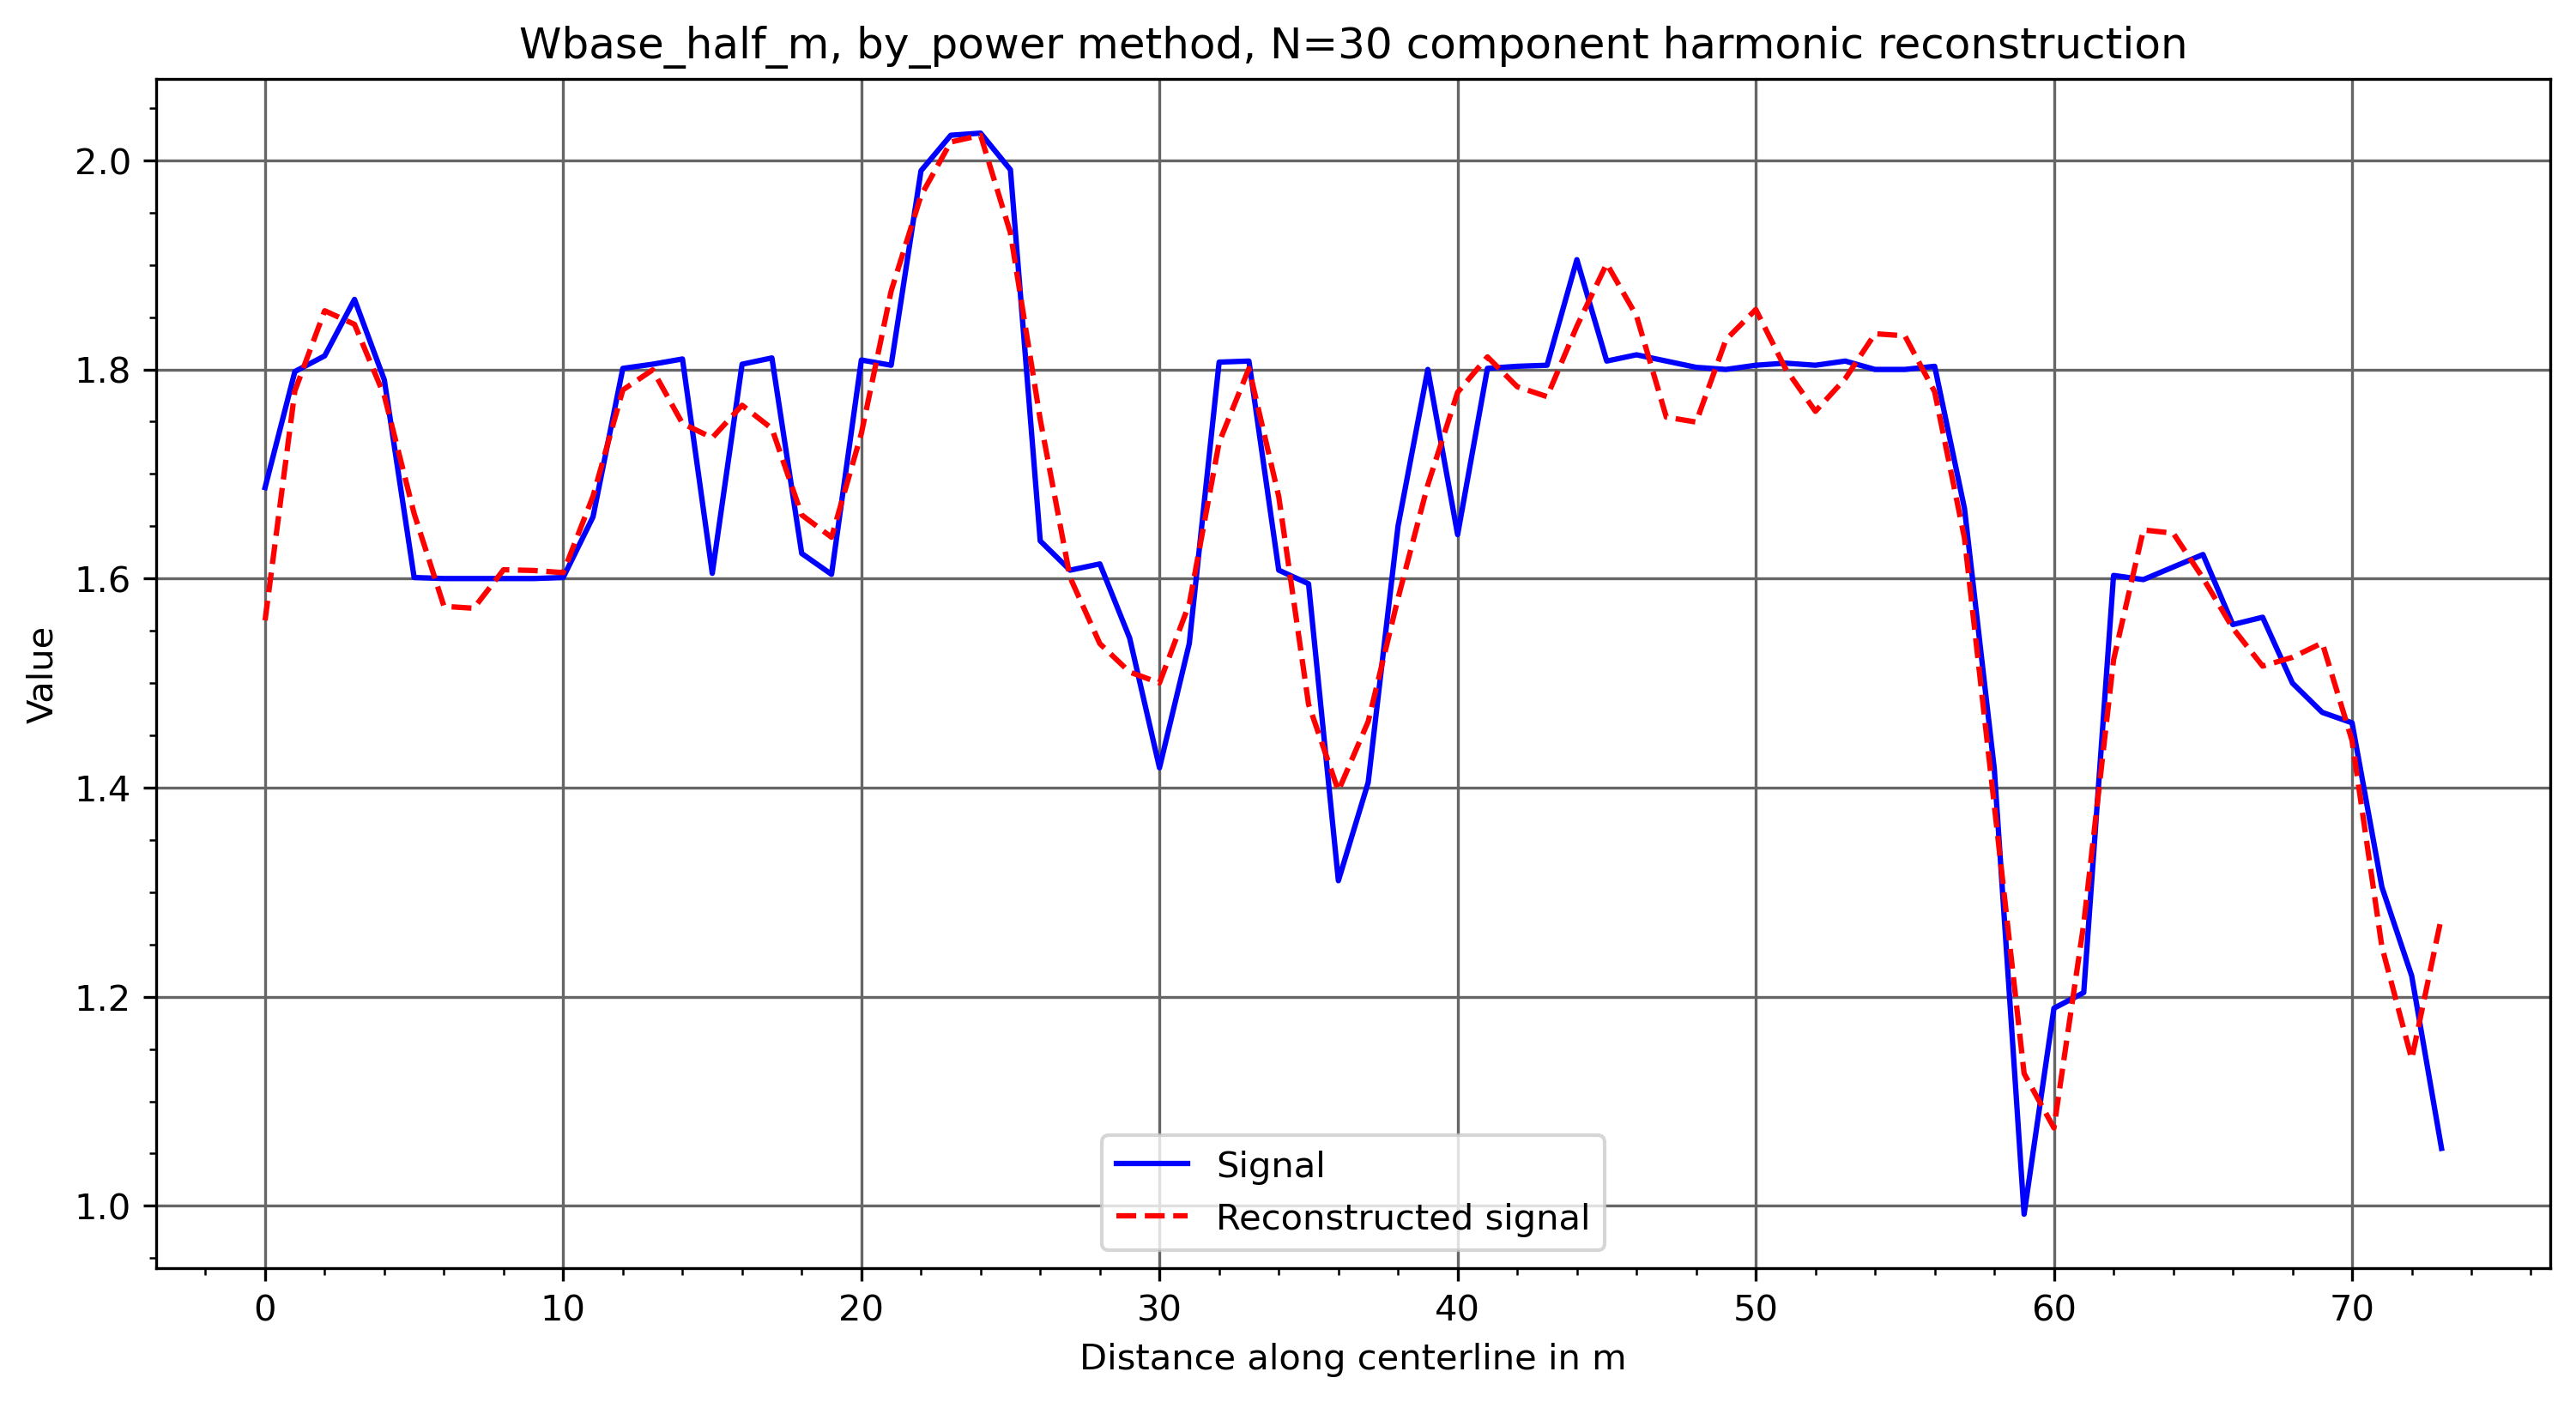 Wbase_half_m, by_power method, N=30 component harmonic reconstruction
Value
2.0
1.8
1.6
1.4
1.2
1.0
Signal
Reconstructed signal
0 10 20 30 40 50 60 70
Distance along centerline in m